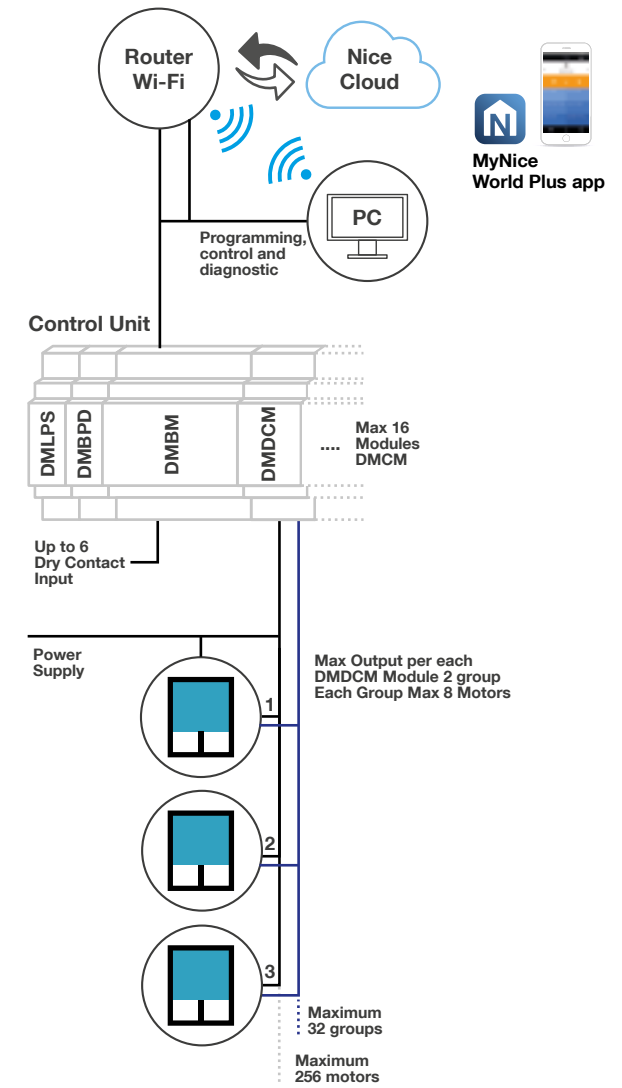 Router
Wi-Fi
Nice
Cloud
N
MyNice
World Plus app
PC
Programming,
control and
diagnostic
Control Unit
DMLPS
DMBPD
DMBM
DMDCM
....
Max 16
Modules
DMCM
Up to 6
Dry Contact
Input
Power
Supply
Max Output per each
DMDCM Module 2 group
Each Group Max 8 Motors
1
2
3
Maximum
32 groups
Maximum
256 motors